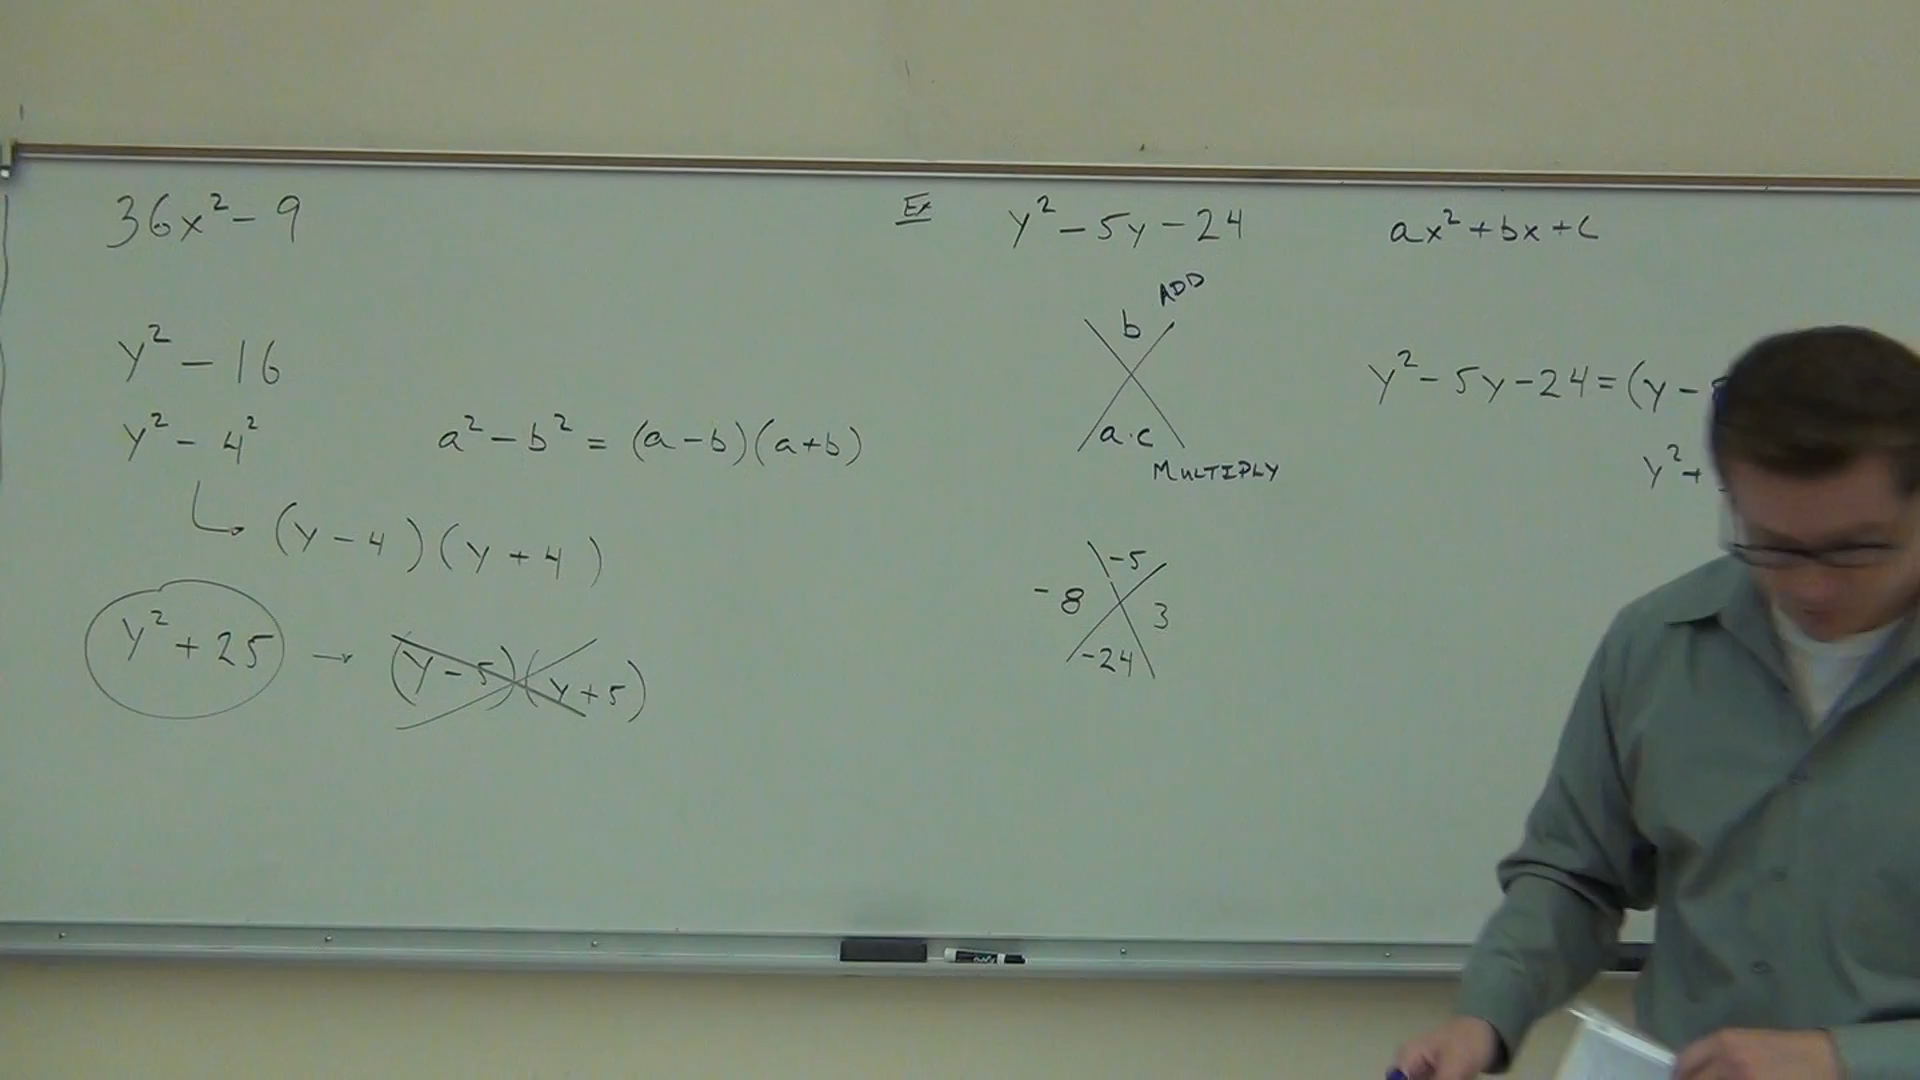 36x² - 9
y² - 16
y² - 4²
a² - b² = (a - b)(a + b)
(y - 4)(y + 4)
y² + 25 → (y - 5)(y + 5)
Ex y² - 5y - 24
ax² + bx + c
ADD
b
a·c
MULTIPLY
-5
-8 3
-24
y² - 5y - 24 = (y -
y² +